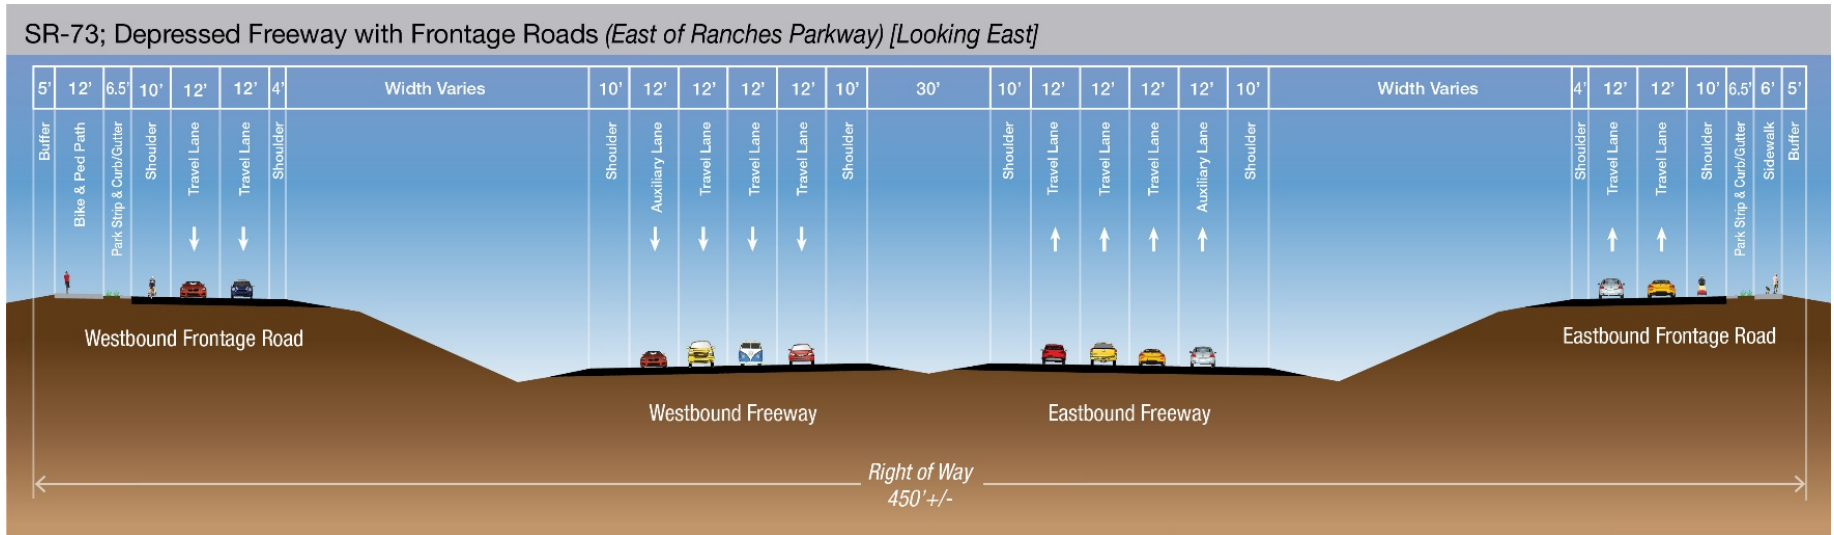 SR-73; Depressed Freeway with Frontage Roads (East of Ranches Parkway) [Looking East]
5' 12' 6.5' 10' 12' 12' 4' Width Varies 10' 12' 12' 12' 12' 10' 30' 10' 12' 12' 12' 12' 10' Width Varies 4' 12' 12' 10' 6.5' 6' 5'
Buffer
Bike & Ped Path
Park Strip & Curb/Gutter
Shoulder
Travel Lane
Travel Lane
Shoulder
Shoulder
Auxiliary Lane
Travel Lane
Travel Lane
Travel Lane
Shoulder
Shoulder
Travel Lane
Travel Lane
Travel Lane
Auxiliary Lane
Shoulder
Shoulder
Travel Lane
Travel Lane
Shoulder
Park Strip & Curb/Gutter
Sidewalk
Buffer
Westbound Frontage Road
Eastbound Frontage Road
Westbound Freeway
Eastbound Freeway
Right of Way
450'+/-